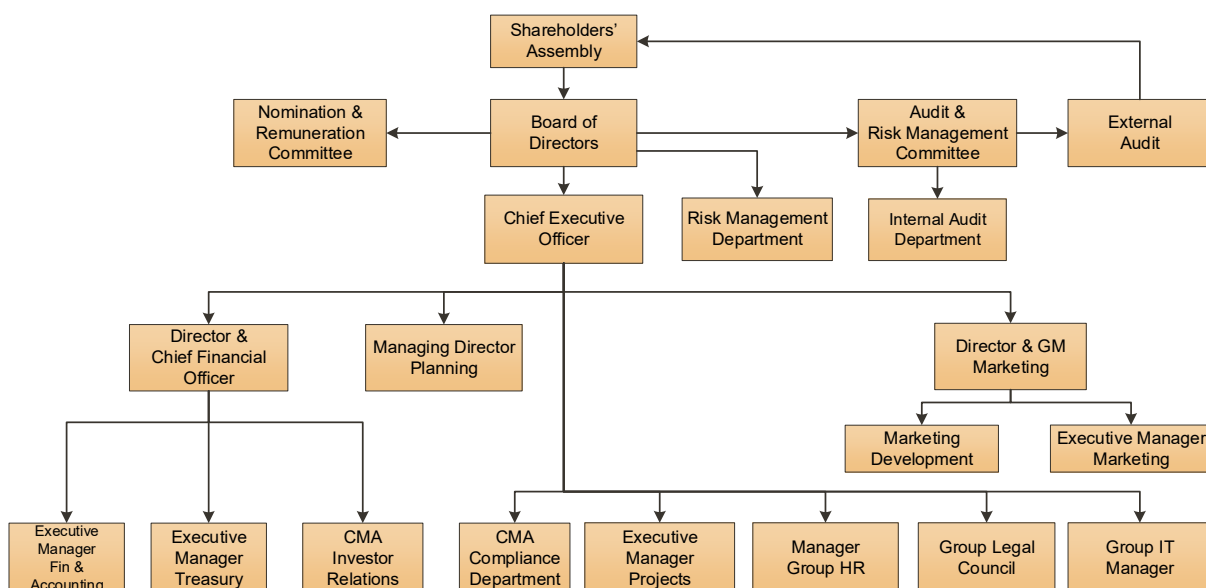 Shareholders'
Assembly
Nomination &
Remuneration
Committee
Board of
Directors
Audit &
Risk Management
Committee
External
Audit
Chief Executive
Officer
Risk Management
Department
Internal Audit
Department
Director &
Chief Financial
Officer
Managing Director
Planning
Director & GM
Marketing
Marketing
Development
Executive Manager
Marketing
Executive
Manager
Fin &
Accounting
Executive
Manager
Treasury
CMA
Investor
Relations
CMA
Compliance
Department
Executive
Manager
Projects
Manager
Group HR
Group Legal
Council
Group IT
Manager